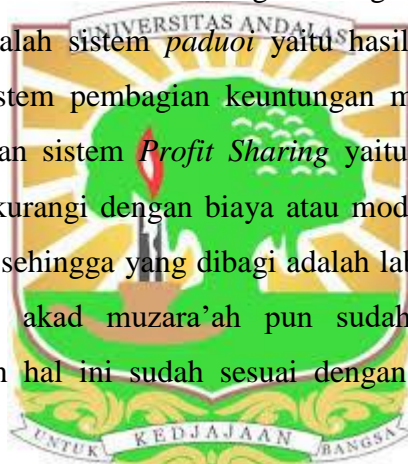 UNIVERSITAS ANDALAS
alah sistem paduoi yaitu hasil
stem pembagian keuntungan m
an sistem Profit Sharing yaitu
kurangi dengan biaya atau mod
sehingga yang dibagi adalah lab
akad muzara’ah pun sudah
n hal ini sudah sesuai dengan
UNTUK KEDJAJAAN BANGSA